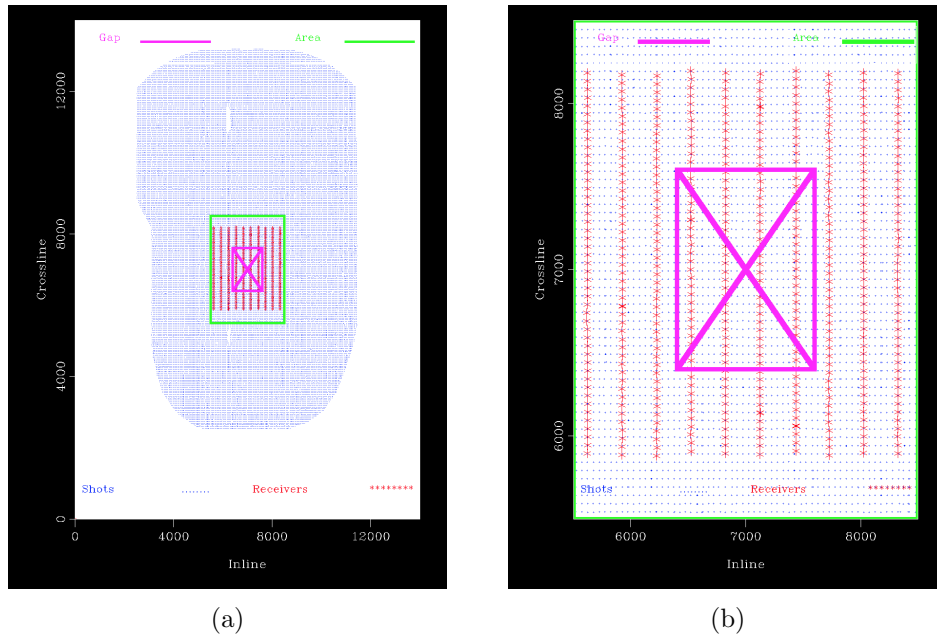 Gap Area
12000
8000
4000
0
Crossline
Shots ........ Receivers ********
0 4000 8000 12000
Inline
(a)
Gap Area
8000
7000
6000
Crossline
Shots ........ Receivers ********
6000 7000 8000
Inline
(b)